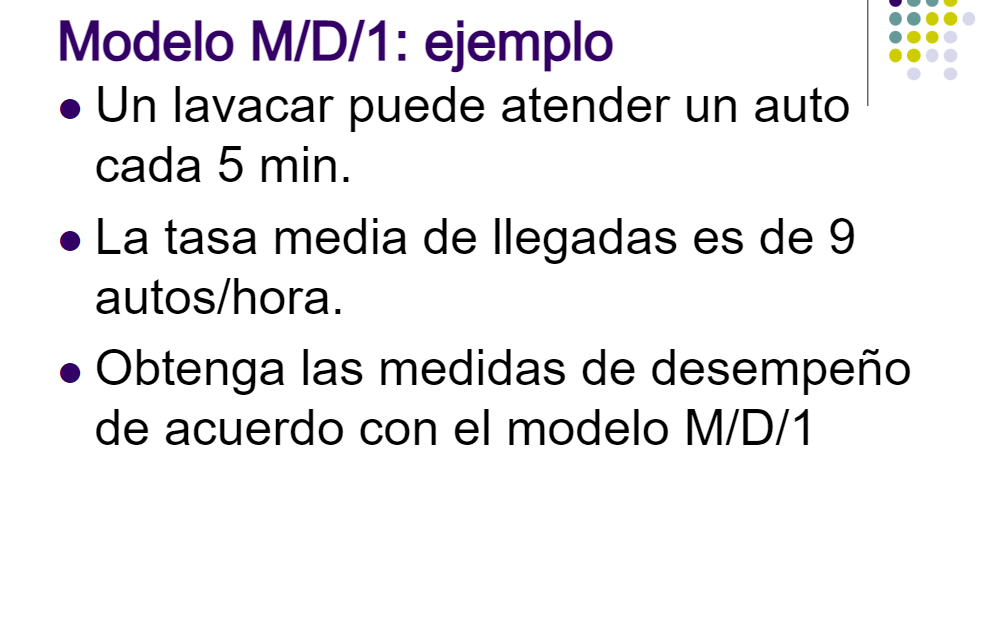 Modelo M/D/1: ejemplo
● Un lavacar puede atender un auto
cada 5 min.
● La tasa media de llegadas es de 9
autos/hora.
● Obtenga las medidas de desempeño
de acuerdo con el modelo M/D/1